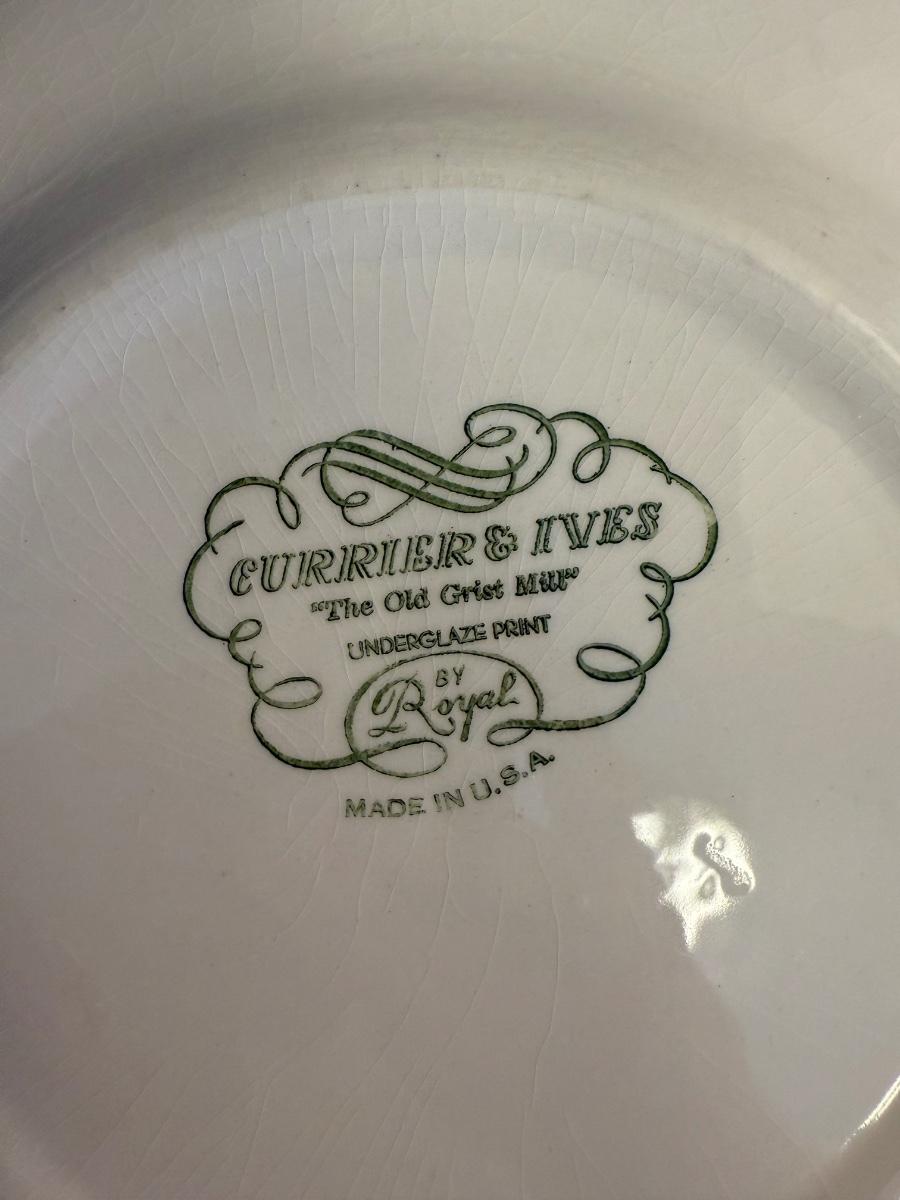 CURRIER & IVES
"The Old Grist Mill"
UNDERGLAZE PRINT
BY
Royal
MADE IN U.S.A.